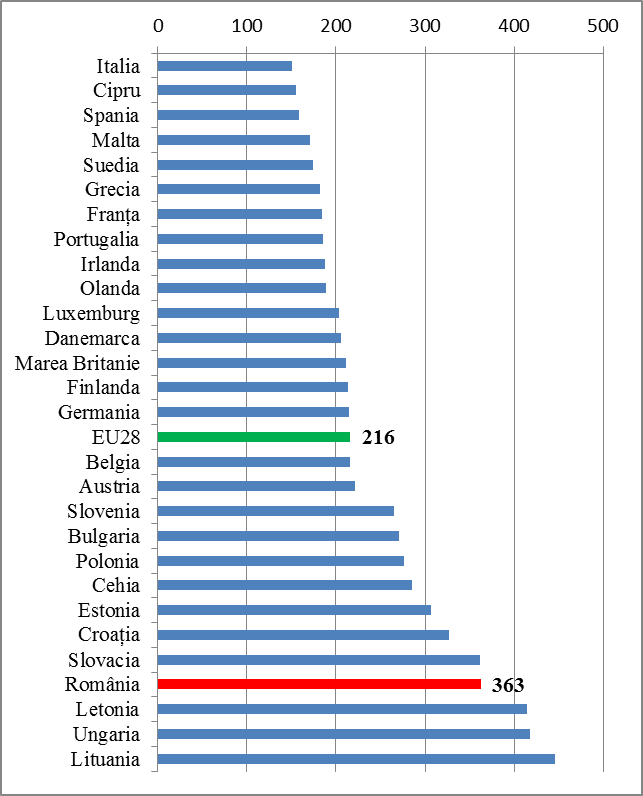 0 100 200 300 400 500
Italia
Cipru
Spania
Malta
Suedia
Grecia
Franța
Portugalia
Irlanda
Olanda
Luxemburg
Danemarca
Marea Britanie
Finlanda
Germania
EU28 216
Belgia
Austria
Slovenia
Bulgaria
Polonia
Cehia
Estonia
Croația
Slovacia
România 363
Letonia
Ungaria
Lituania